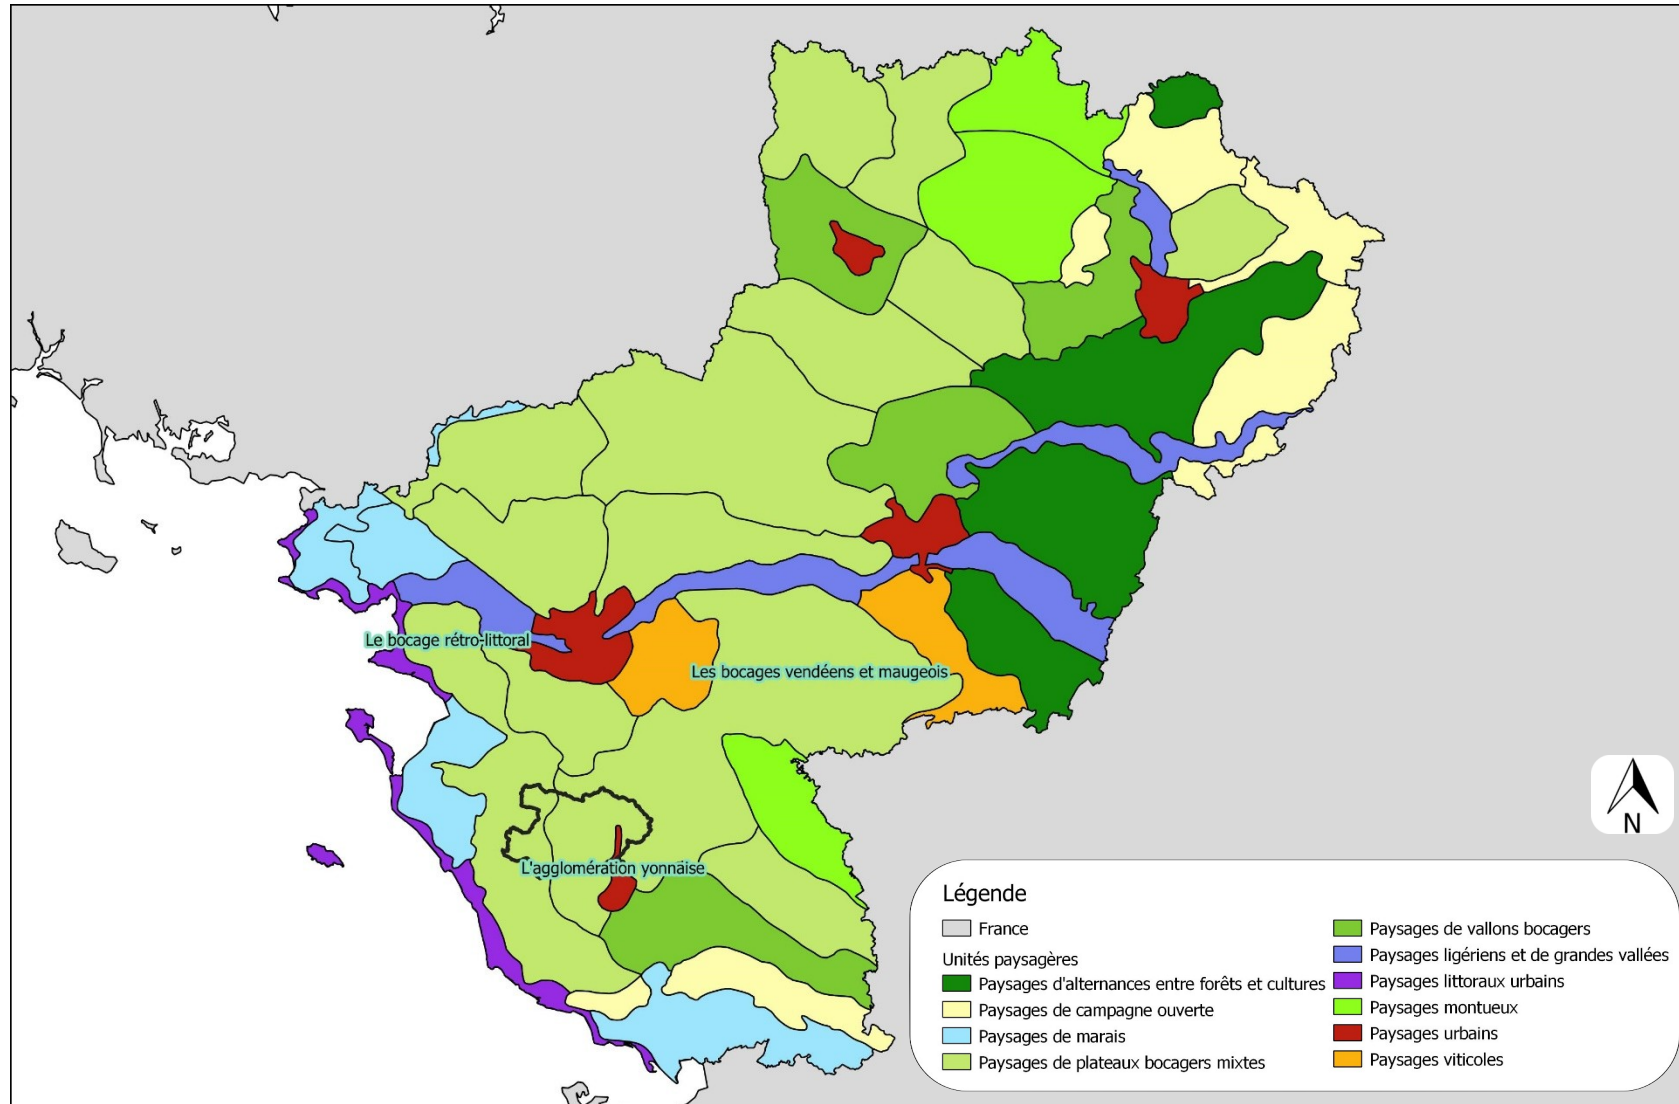 Le bocage rétro-littoral
Les bocages vendéens et maugeois
L'agglomération yonnaise
N
Légende
France
Unités paysagères
Paysages d'alternances entre forêts et cultures
Paysages de campagne ouverte
Paysages de marais
Paysages de plateaux bocagers mixtes
Paysages de vallons bocagers
Paysages ligériens et de grandes vallées
Paysages littoraux urbains
Paysages montueux
Paysages urbains
Paysages viticoles